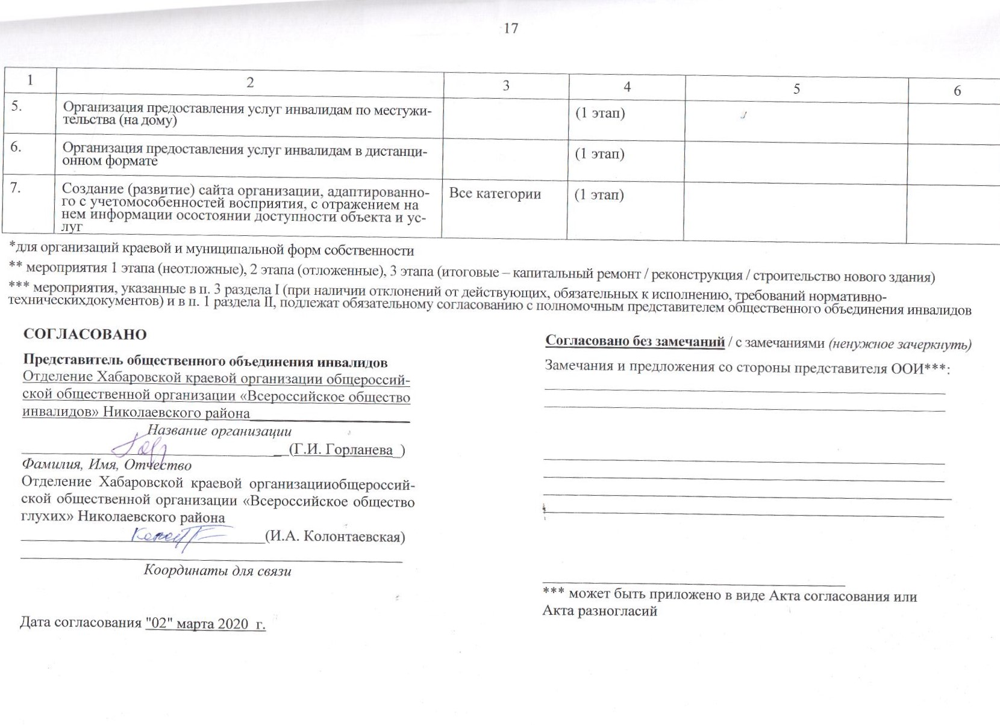 17
1 2 3 4 5 6
5. Организация предоставления услуг инвалидам по местужи- (1 этап)
тельства (на дому)
6. Организация предоставления услуг инвалидам в дистанци- (1 этап)
онном формате
7. Создание (развитие) сайта организации, адаптированно- Все категории (1 этап)
го с учетомособенностей восприятия, с отражением на
нем информации осостоянии доступности объекта и ус-
луг
*для организаций краевой и муниципальной форм собственности
** мероприятия 1 этапа (неотложные), 2 этапа (отложенные), 3 этапа (итоговые – капитальный ремонт / реконструкция / строительство нового здания)
*** мероприятия, указанные в п. 3 раздела I (при наличии отклонений от действующих, обязательных к исполнению, требований нормативно-
техническихдокументов) и в п. 1 раздела II, подлежат обязательному согласованию с полномочным представителем общественного объединения инвалидов
СОГЛАСОВАНО
Представитель общественного объединения инвалидов
Отделение Хабаровской краевой организации общероссий-
ской общественной организации «Всероссийское общество
инвалидов» Николаевского района
Название организации
(Г.И. Горланева )
Фамилия, Имя, Отчество
Отделение Хабаровской краевой организацииобщероссий-
ской общественной организации «Всероссийское общество
глухих» Николаевского района
(И.А. Колонтаевская)
Координаты для связи
Дата согласования "02" марта 2020 г.
Согласовано без замечаний / с замечаниями (ненужное зачеркнуть)
Замечания и предложения со стороны представителя ООИ***:
*** может быть приложено в виде Акта согласования или
Акта разногласий